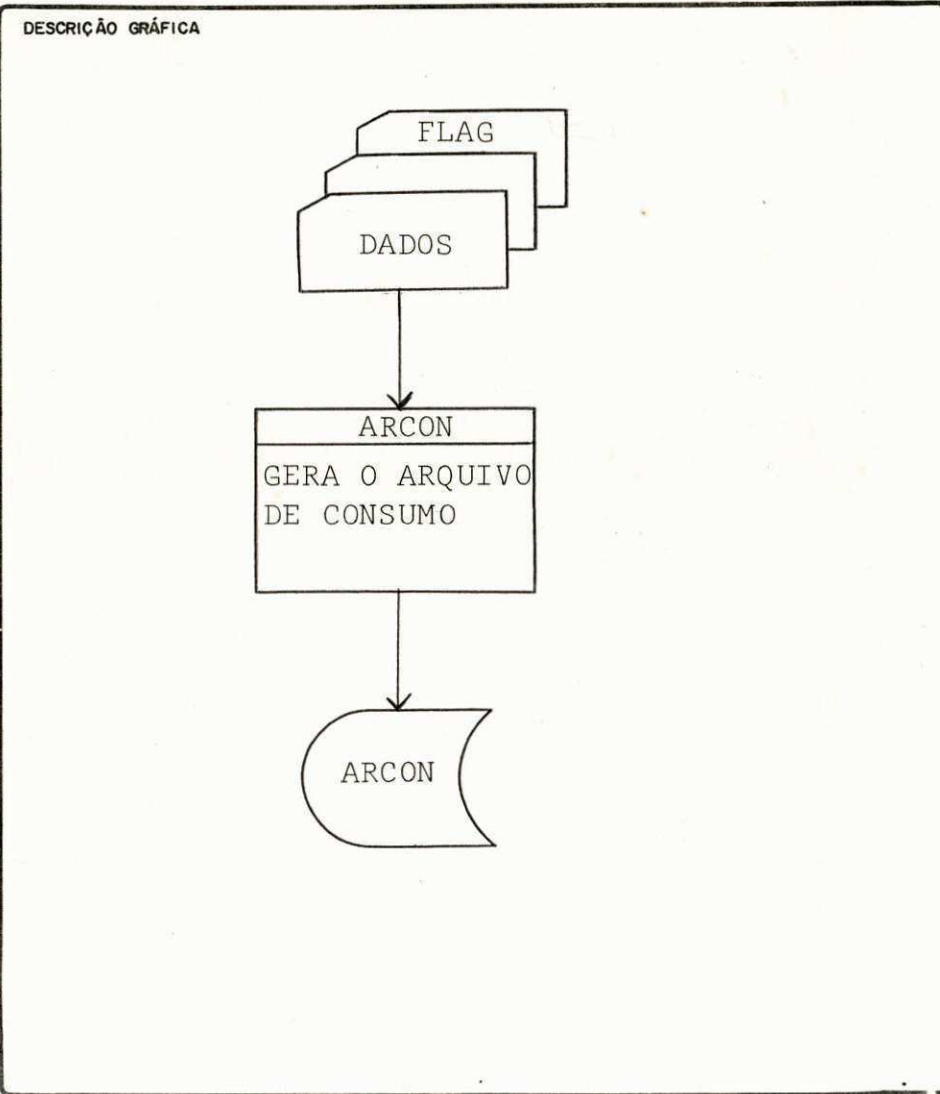 DESCRIÇÃO GRÁFICA
FLAG
DADOS
ARCON
GERA O ARQUIVO
DE CONSUMO
ARCON